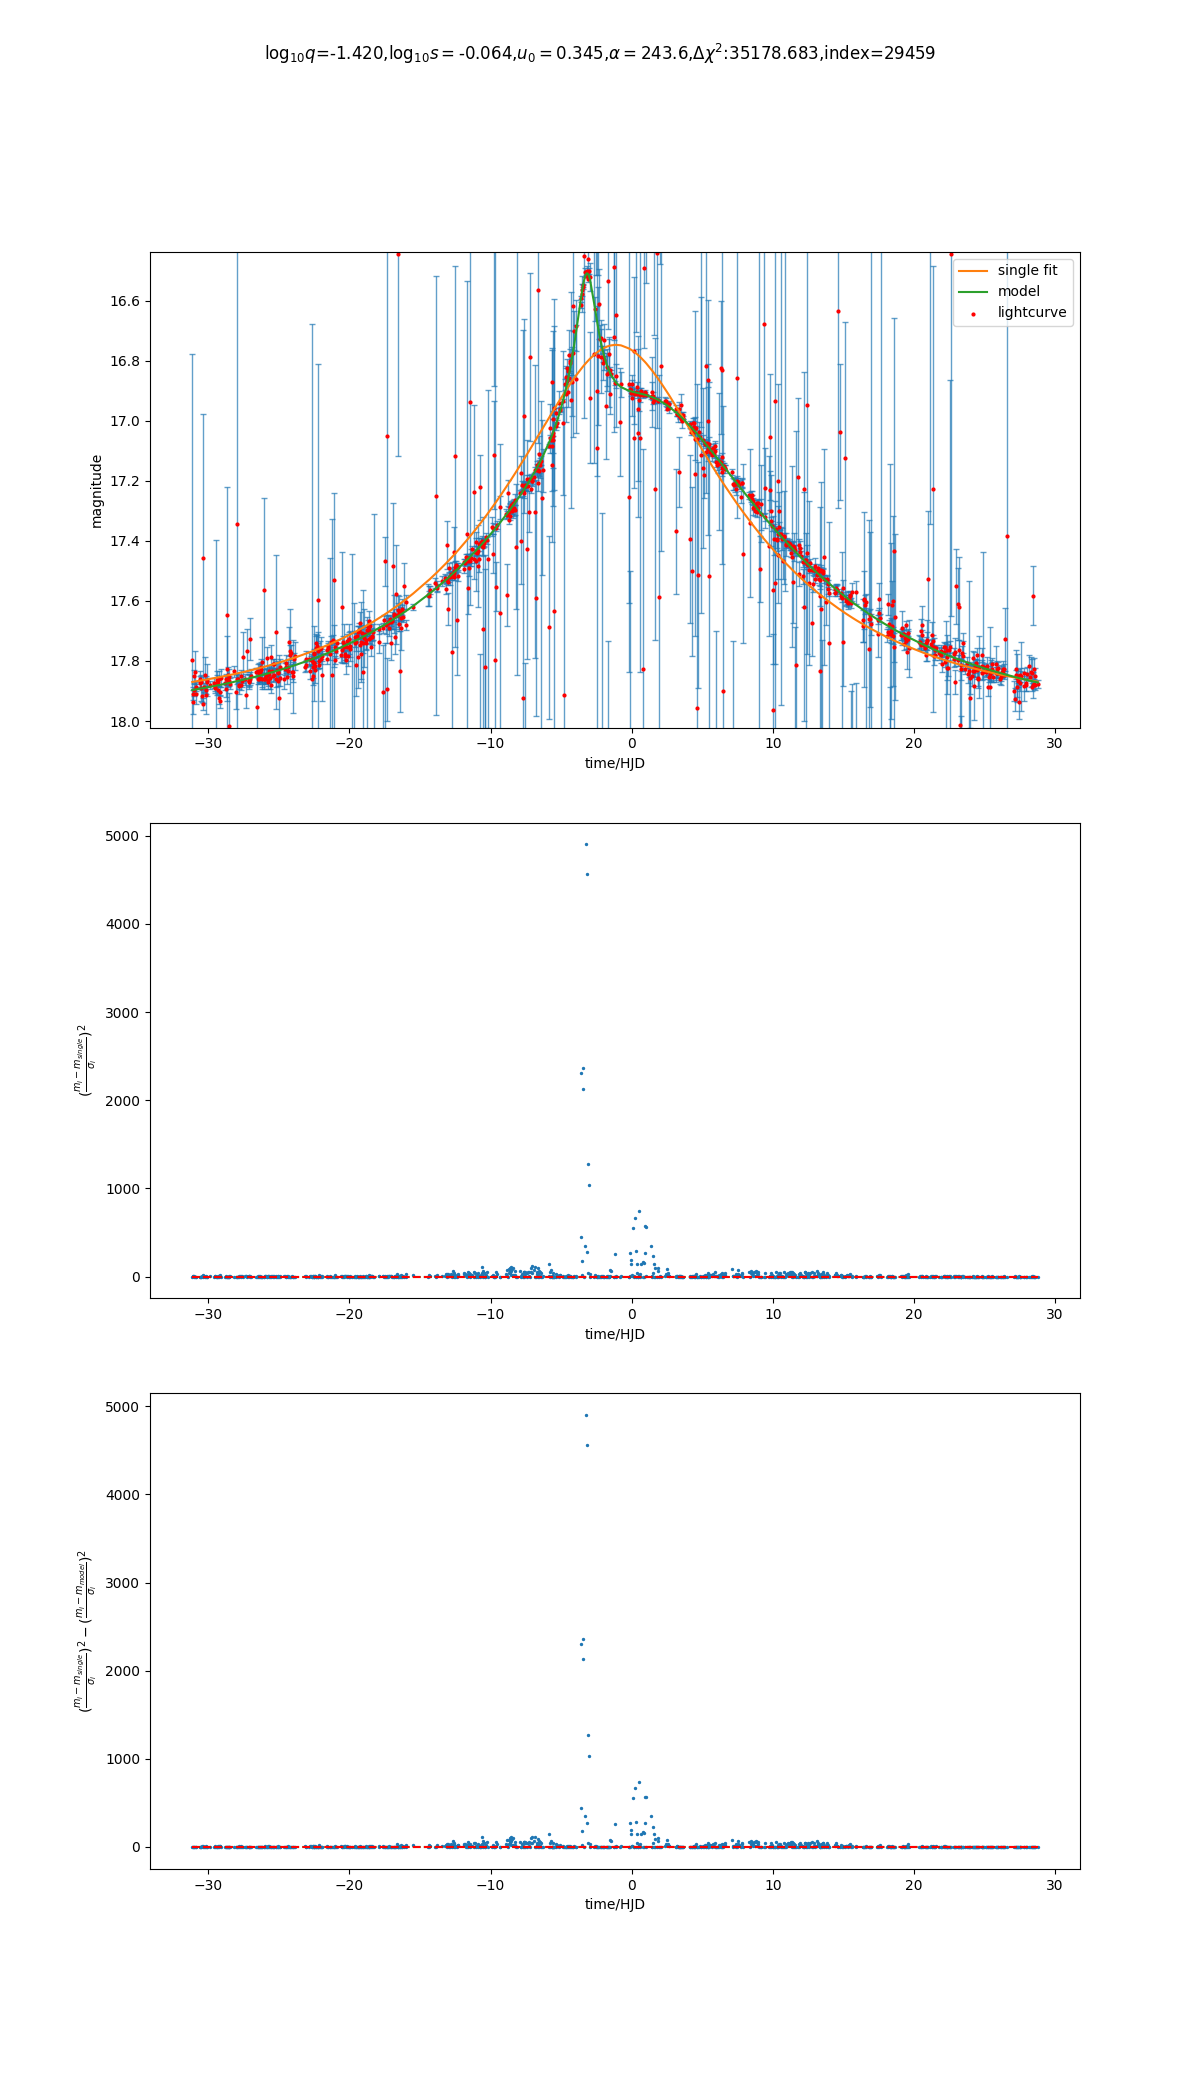 log₁₀q=-1.420,log₁₀s = -0.064,u₀ = 0.345,α = 243.6,Δχ²:35178.683,index=29459
single fit
model
lightcurve
magnitude
16.6
16.8
17.0
17.2
17.4
17.6
17.8
18.0
−30 −20 −10 0 10 20 30
time/HJD
(mᵢ − m_single / σᵢ)²
5000
4000
3000
2000
1000
0
−30 −20 −10 0 10 20 30
time/HJD
(mᵢ − m_single / σᵢ)² − (mᵢ − m_model / σᵢ)²
5000
4000
3000
2000
1000
0
−30 −20 −10 0 10 20 30
time/HJD